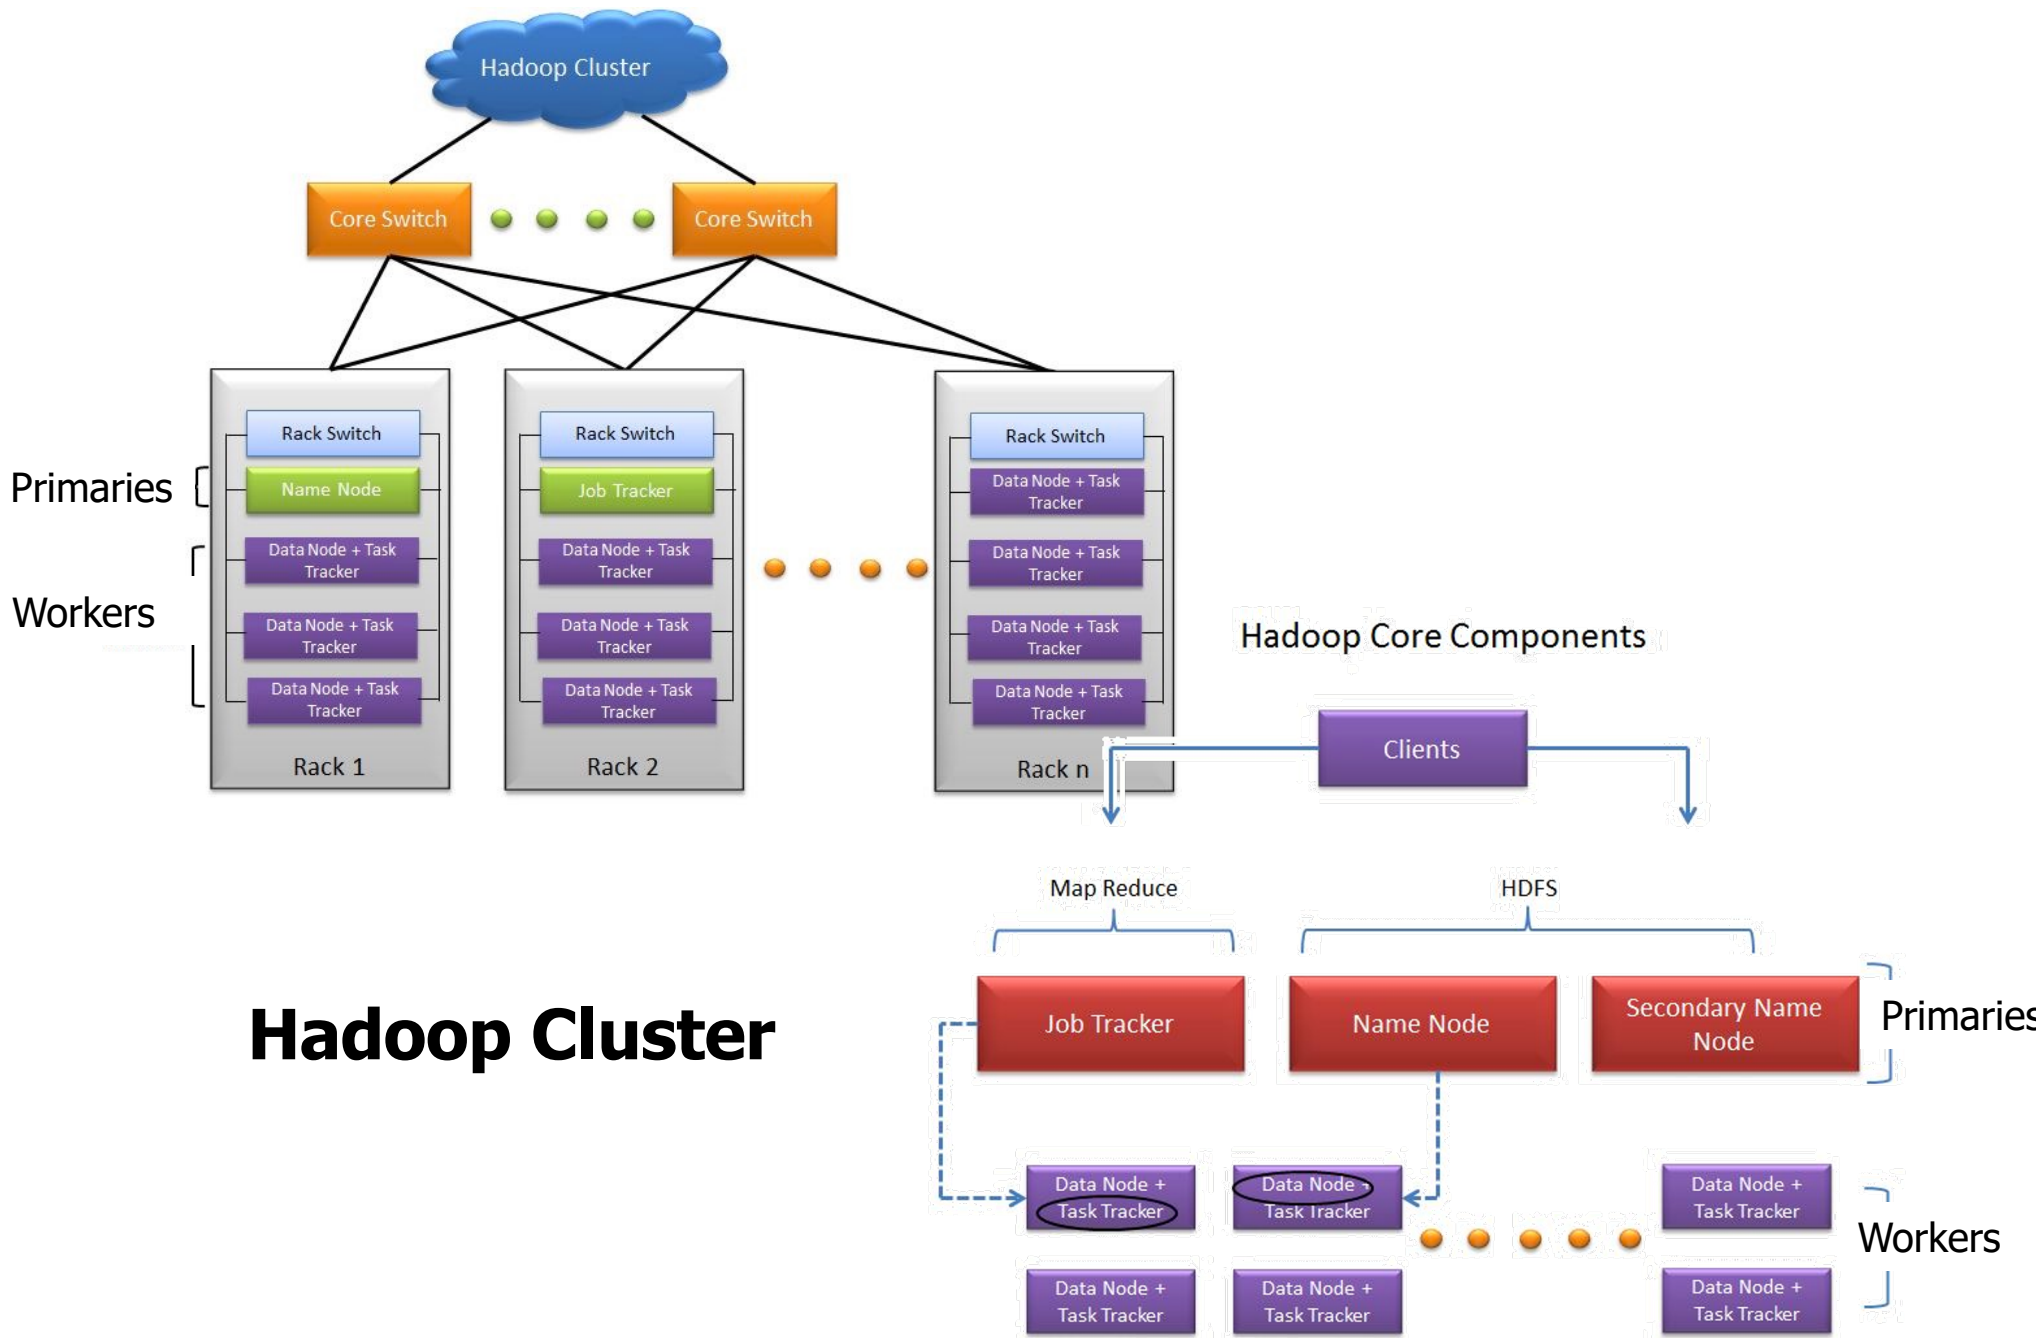 Hadoop Cluster
Core Switch
Core Switch
Primaries
Workers
Rack Switch
Name Node
Data Node + Task
Tracker
Data Node + Task
Tracker
Data Node + Task
Tracker
Rack 1
Rack Switch
Job Tracker
Data Node + Task
Tracker
Data Node + Task
Tracker
Data Node + Task
Tracker
Rack 2
Rack Switch
Data Node + Task
Tracker
Data Node + Task
Tracker
Data Node + Task
Tracker
Data Node + Task
Tracker
Rack n
Hadoop Core Components
Clients
Map Reduce
HDFS
Hadoop Cluster
Job Tracker
Name Node
Secondary Name
Node
Primaries
Data Node +
Task Tracker
Data Node +
Task Tracker
Data Node +
Task Tracker
Workers
Data Node +
Task Tracker
Data Node +
Task Tracker
Data Node +
Task Tracker